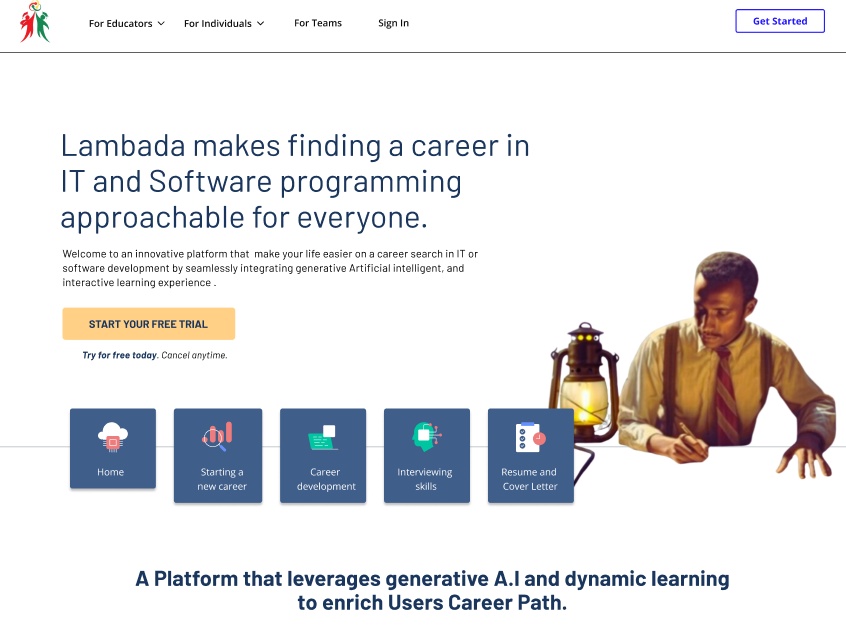 For Educators
For Individuals
For Teams
Sign In
Get Started
Lambada makes finding a career in
IT and Software programming
approachable for everyone.
Welcome to an innovative platform that make your life easier on a career search in IT or
software development by seamlessly integrating generative Artificial intelligent, and
interactive learning experience .
START YOUR FREE TRIAL
Try for free today. Cancel anytime.
Home
Starting a
new career
Career
development
Interviewing
skills
Resume and
Cover Letter
A Platform that leverages generative A.I and dynamic learning
to enrich Users Career Path.